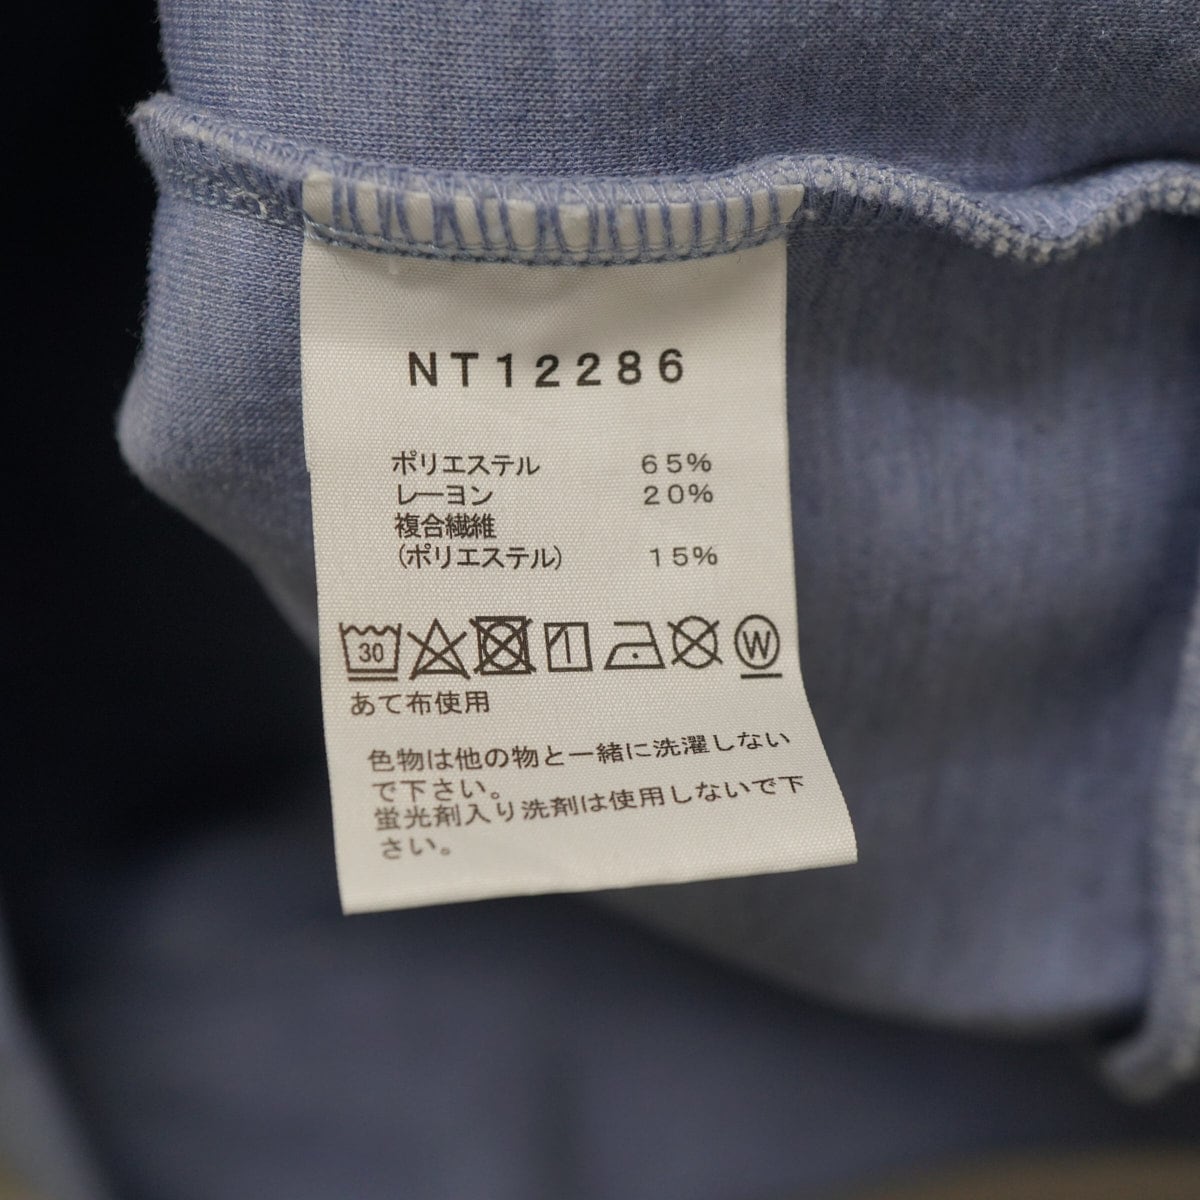 NT12286
ポリエステル 65%
レーヨン 20%
複合繊維
(ポリエステル) 15%
30 W
あて布使用
色物は他の物と一緒に洗濯しない
で下さい。
蛍光剤入り洗剤は使用しないで下
さい。